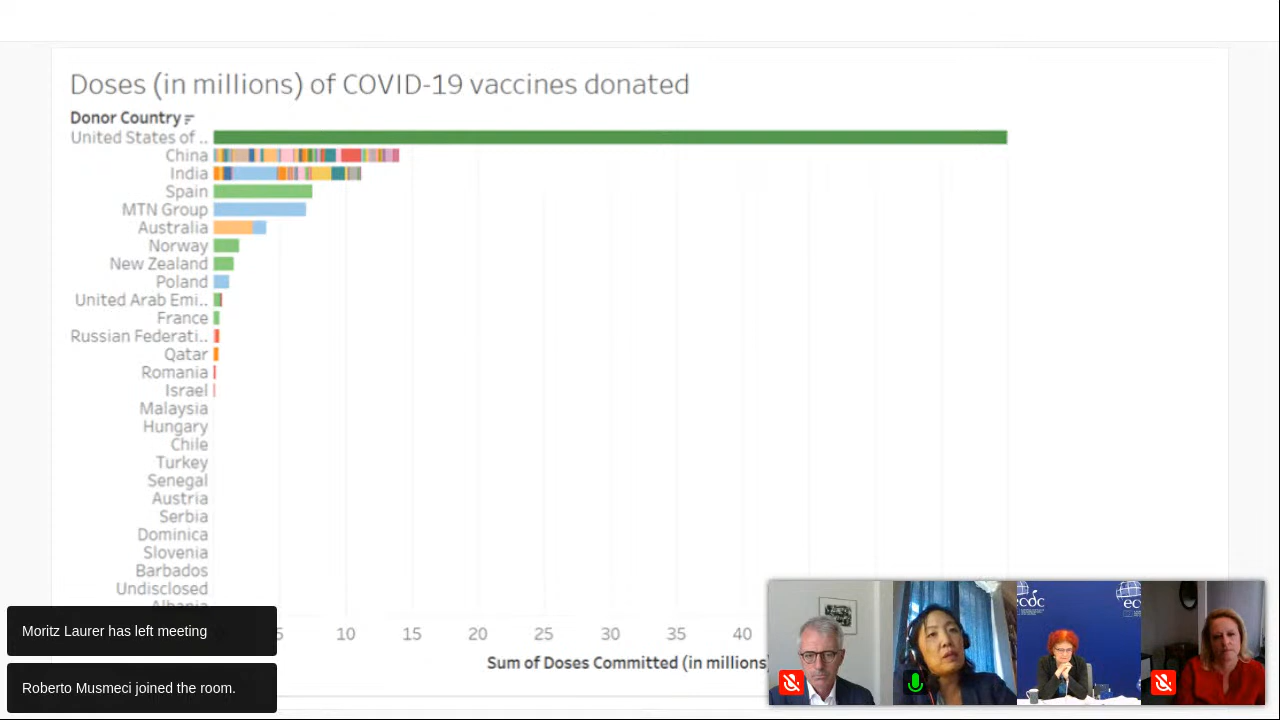 Doses (in millions) of COVID-19 vaccines donated
Donor Country
United States of ..
China
India
Spain
MTN Group
Australia
Norway
New Zealand
Poland
United Arab Emi..
France
Russian Federati..
Qatar
Romania
Israel
Malaysia
Hungary
Chile
Turkey
Senegal
Austria
Serbia
Dominica
Slovenia
Barbados
Undisclosed
Albania
5 10 15 20 25 30 35 40
Sum of Doses Committed (in millions
Moritz Laurer has left meeting
Roberto Musmeci joined the room.
ecdc
ec